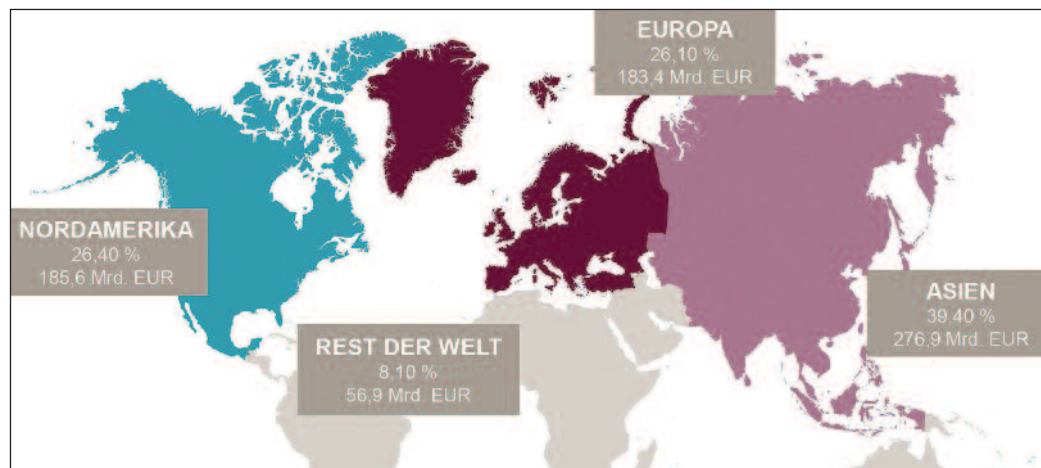 EUROPA
26,10 %
183,4 Mrd. EUR
NORDAMERIKA
26,40 %
185,6 Mrd. EUR
ASIEN
39,40 %
276,9 Mrd. EUR
REST DER WELT
8,10 %
56,9 Mrd. EUR